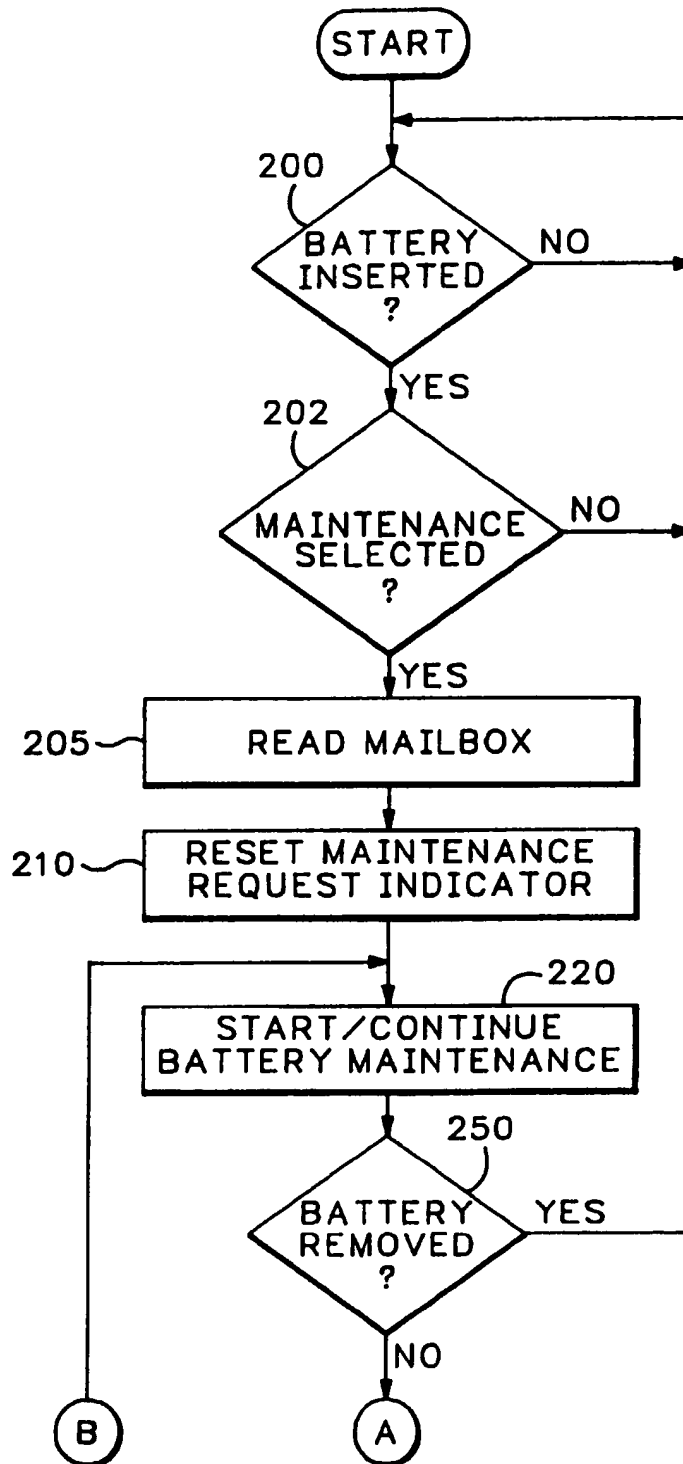 START
200
BATTERY
INSERTED
?
NO
YES
202
MAINTENANCE
SELECTED
?
NO
YES
205
READ MAILBOX
210
RESET MAINTENANCE
REQUEST INDICATOR
220
START/CONTINUE
BATTERY MAINTENANCE
250
BATTERY
REMOVED
?
YES
NO
B
A